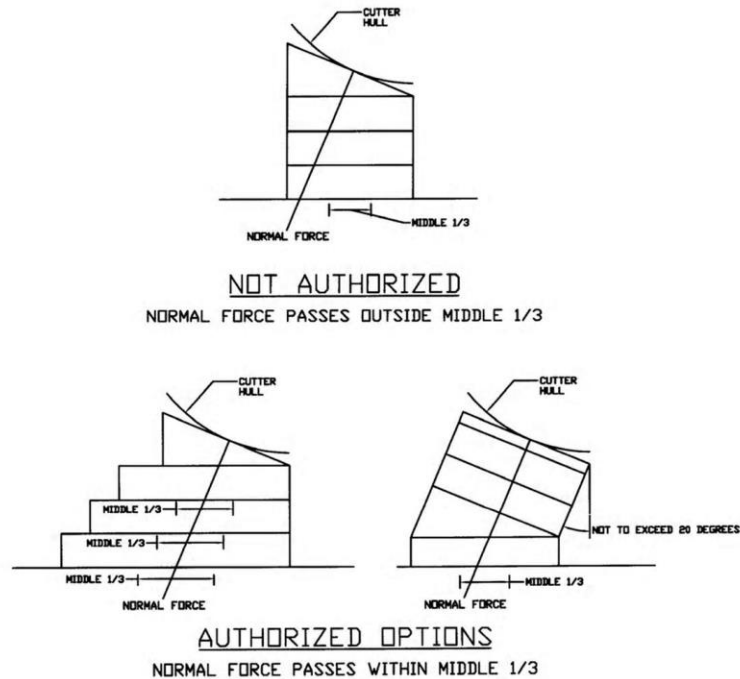 CUTTER
HULL
MIDDLE 1/3
NORMAL FORCE
NOT AUTHORIZED
NORMAL FORCE PASSES OUTSIDE MIDDLE 1/3
CUTTER
HULL
MIDDLE 1/3
MIDDLE 1/3
MIDDLE 1/3
NORMAL FORCE
CUTTER
HULL
NOT TO EXCEED 20 DEGREES
MIDDLE 1/3
NORMAL FORCE
AUTHORIZED OPTIONS
NORMAL FORCE PASSES WITHIN MIDDLE 1/3